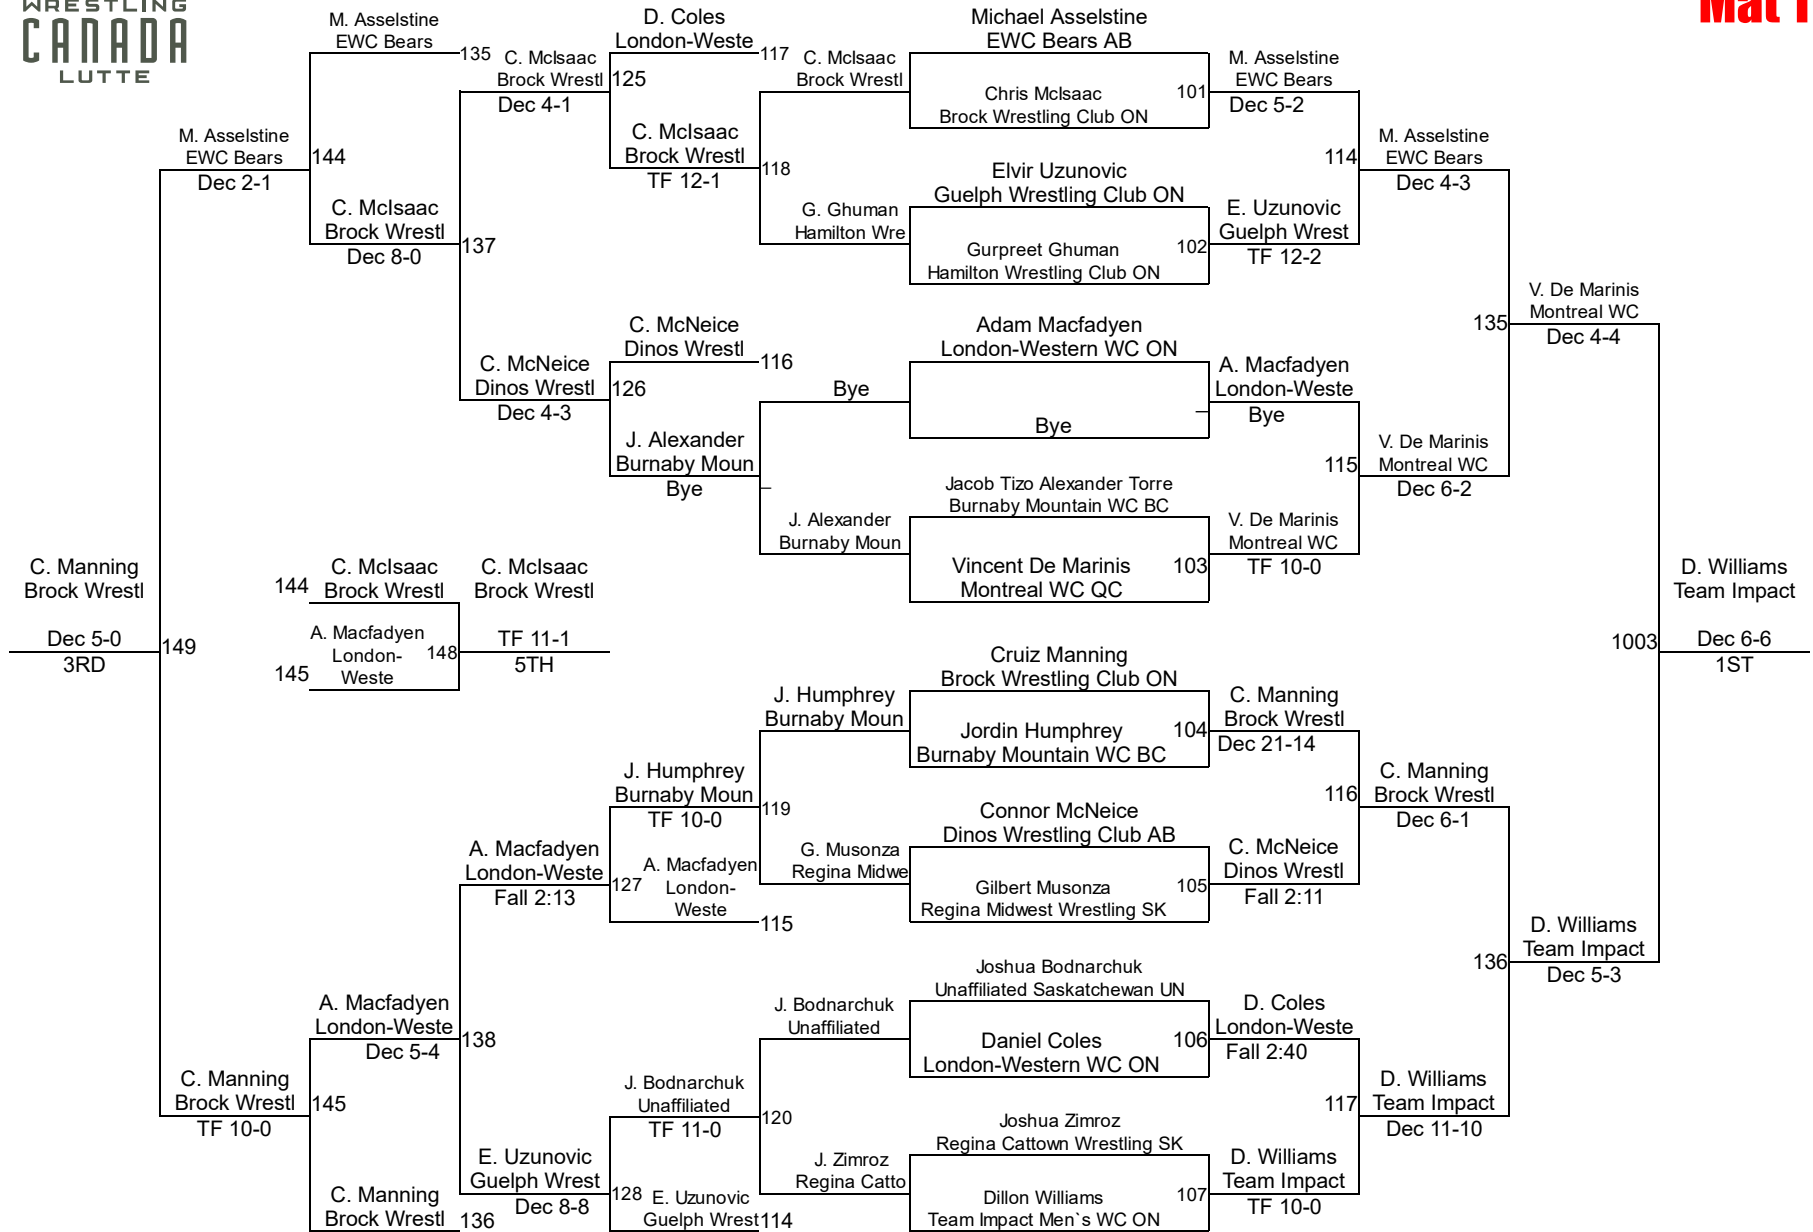 WRESTLING
CANADA
LUTTE
M. Asselstine
EWC Bears
135
C. McIsaac
Brock Wrestl
Dec 4-1
D. Coles
London-Weste
117
125
C. McIsaac
Brock Wrestl
TF 12-1
118
C. McIsaac
Brock Wrestl
G. Ghuman
Hamilton Wre
M. Asselstine
EWC Bears
Dec 2-1
144
C. McIsaac
Brock Wrestl
Dec 8-0
137
C. McNeice
Dinos Wrestl
116
C. McNeice
Dinos Wrestl
Dec 4-3
126
J. Alexander
Burnaby Moun
Bye
Bye
J. Alexander
Burnaby Moun
Michael Asselstine
EWC Bears AB
Chris McIsaac
Brock Wrestling Club ON
101
M. Asselstine
EWC Bears
Dec 5-2
Elvir Uzunovic
Guelph Wrestling Club ON
Gurpreet Ghuman
Hamilton Wrestling Club ON
102
E. Uzunovic
Guelph Wrest
TF 12-2
114
M. Asselstine
EWC Bears
Dec 4-3
Adam Macfadyen
London-Western WC ON
Bye
A. Macfadyen
London-Weste
Bye
Jacob Tizo Alexander Torre
Burnaby Mountain WC BC
Vincent De Marinis
Montreal WC QC
103
V. De Marinis
Montreal WC
TF 10-0
115
V. De Marinis
Montreal WC
Dec 6-2
135
V. De Marinis
Montreal WC
Dec 4-4
C. Manning
Brock Wrestl
Dec 5-0
3RD
149
144
C. McIsaac
Brock Wrestl
145
A. Macfadyen
London-
Weste
148
C. McIsaac
Brock Wrestl
TF 11-1
5TH
1003
D. Williams
Team Impact
Dec 6-6
1ST
Cruiz Manning
Brock Wrestling Club ON
Jordin Humphrey
Burnaby Mountain WC BC
104
C. Manning
Brock Wrestl
Dec 21-14
Connor McNeice
Dinos Wrestling Club AB
Gilbert Musonza
Regina Midwest Wrestling SK
105
C. McNeice
Dinos Wrestl
Fall 2:11
116
C. Manning
Brock Wrestl
Dec 6-1
Joshua Bodnarchuk
Unaffiliated Saskatchewan UN
Daniel Coles
London-Western WC ON
106
D. Coles
London-Weste
Fall 2:40
Joshua Zimroz
Regina Cattown Wrestling SK
Dillon Williams
Team Impact Men`s WC ON
107
D. Williams
Team Impact
TF 10-0
117
D. Williams
Team Impact
Dec 11-10
136
D. Williams
Team Impact
Dec 5-3
J. Humphrey
Burnaby Moun
G. Musonza
Regina Midwe
119
J. Humphrey
Burnaby Moun
TF 10-0
A. Macfadyen
London-
Weste
115
127
A. Macfadyen
London-Weste
Fall 2:13
J. Bodnarchuk
Unaffiliated
J. Zimroz
Regina Catto
120
J. Bodnarchuk
Unaffiliated
TF 11-0
E. Uzunovic
Guelph Wrest
114
128
E. Uzunovic
Guelph Wrest
Dec 8-8
138
A. Macfadyen
London-Weste
Dec 5-4
C. Manning
Brock Wrestl
136
145
C. Manning
Brock Wrestl
TF 10-0